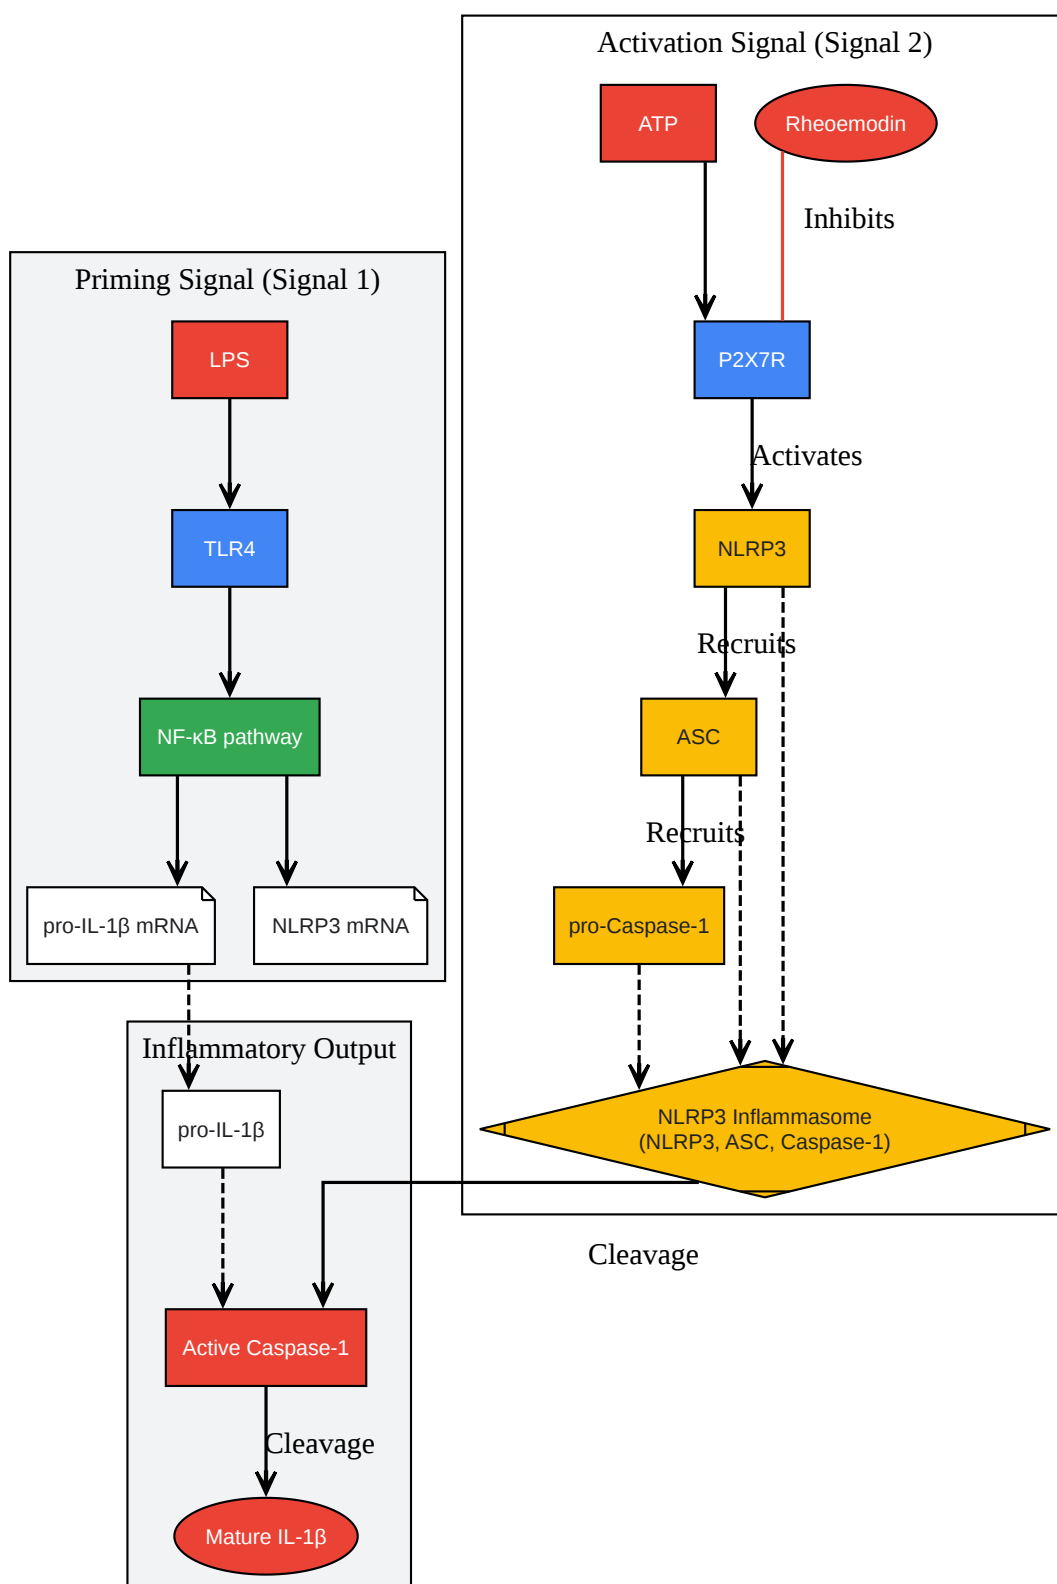 Activation Signal (Signal 2)
ATP
Rheoemodin
Inhibits
Priming Signal (Signal 1)
LPS
P2X7R
Activates
TLR4
NLRP3
Recruits
NF-κB pathway
ASC
Recruits
pro-IL-1β mRNA
NLRP3 mRNA
pro-Caspase-1
Inflammatory Output
pro-IL-1β
NLRP3 Inflammasome
(NLRP3, ASC, Caspase-1)
Cleavage
Active Caspase-1
Cleavage
Mature IL-1β